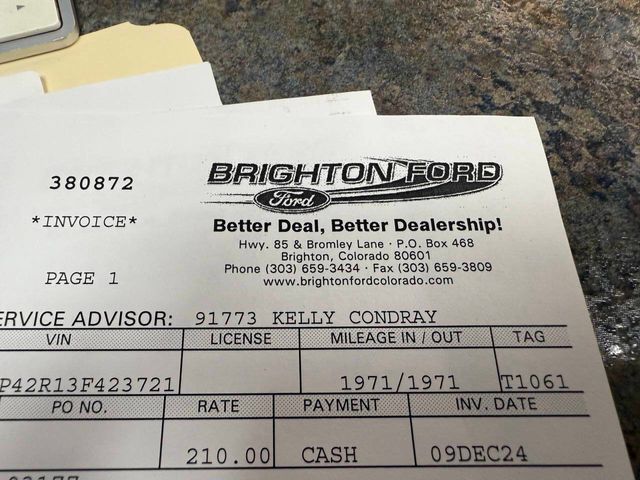 380872
BRIGHTON FORD
Ford
*INVOICE*
Better Deal, Better Dealership!
Hwy. 85 & Bromley Lane · P.O. Box 468
Brighton, Colorado 80601
PAGE 1
Phone (303) 659-3434 · Fax (303) 659-3809
www.brightonfordcolorado.com
ERVICE ADVISOR: 91773 KELLY CONDRAY
VIN LICENSE MILEAGE IN / OUT TAG
P42R13F423721 1971/1971 T1061
PO NO. RATE PAYMENT INV. DATE
210.00 CASH 09DEC24